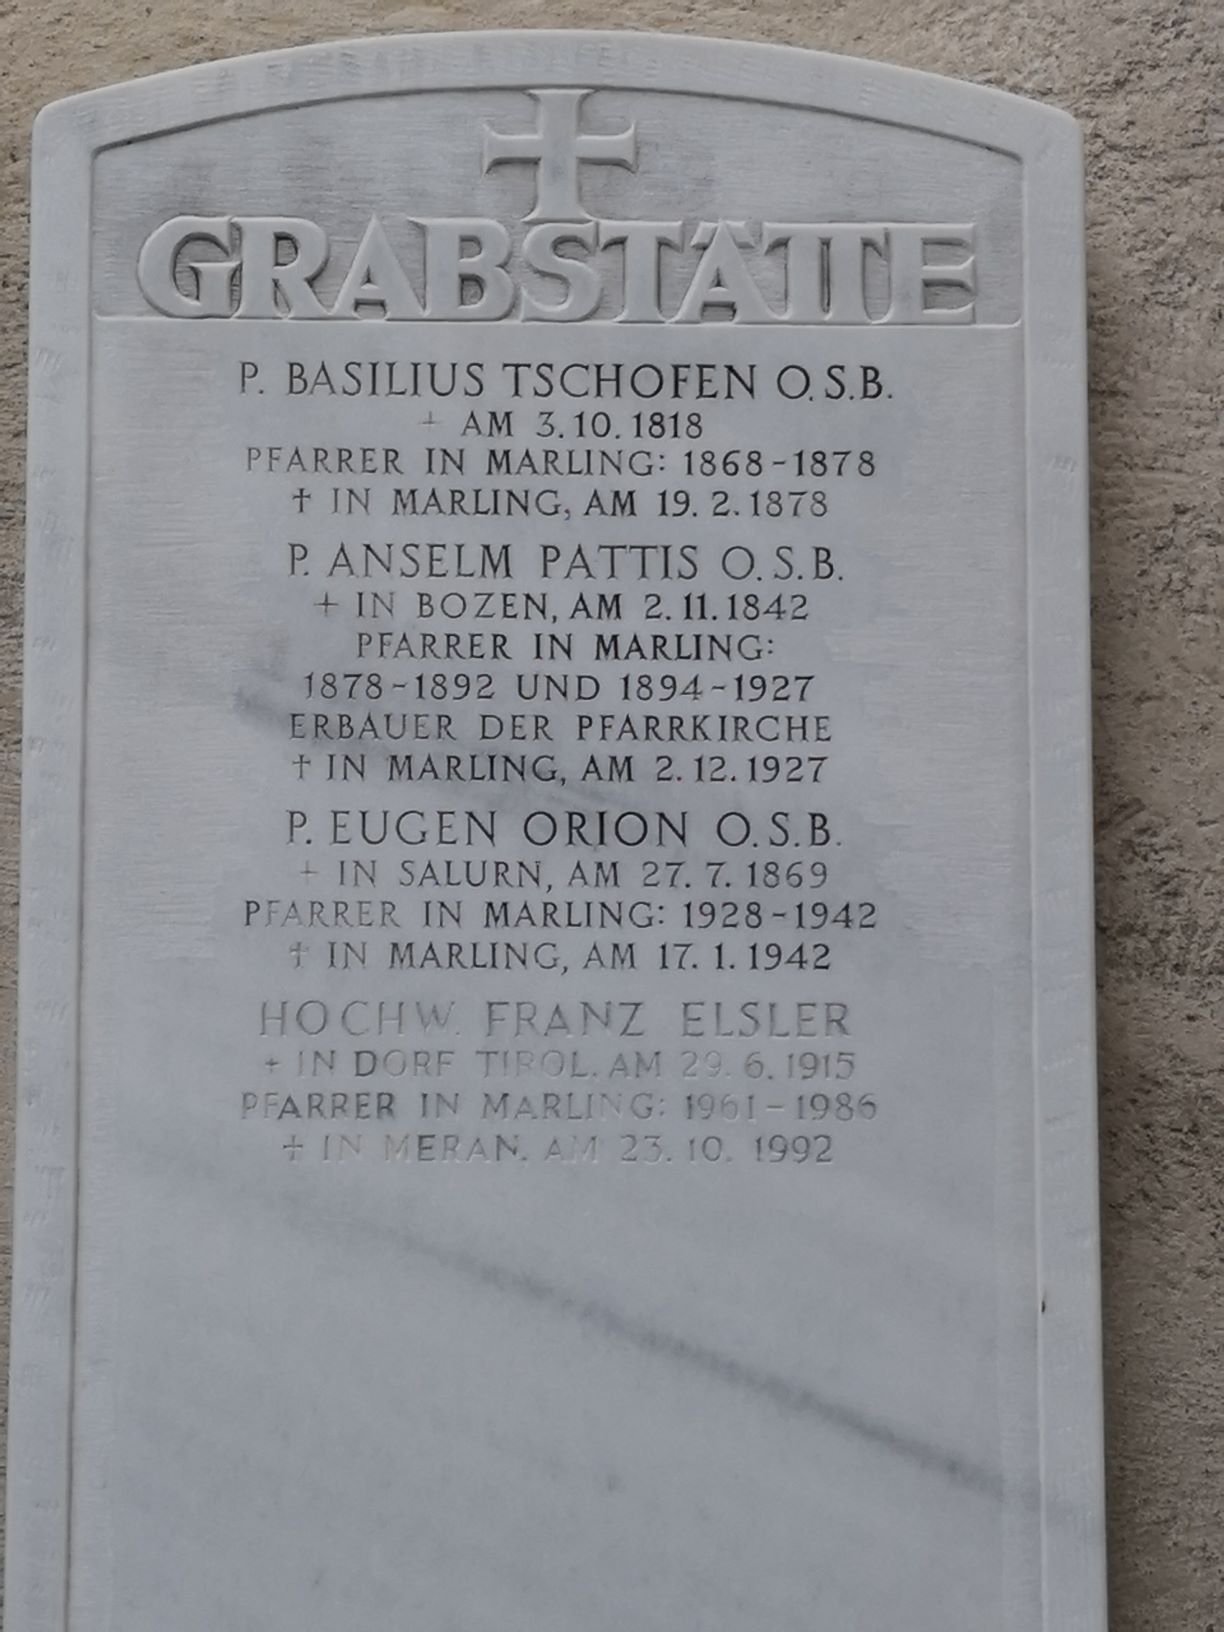 GRABSTÄTTE
P. BASILIUS TSCHOFEN O.S.B.
+ AM 3.10.1818
PFARRER IN MARLING: 1868-1878
† IN MARLING, AM 19.2.1878
P. ANSELM PATTIS O.S.B.
+ IN BOZEN, AM 2.11.1842
PFARRER IN MARLING:
1878-1892 UND 1894-1927
ERBAUER DER PFARRKIRCHE
† IN MARLING, AM 2.12.1927
P. EUGEN ORION O.S.B.
+ IN SALURN, AM 27.7.1869
PFARRER IN MARLING: 1928-1942
† IN MARLING, AM 17.1.1942
HOCHW. FRANZ ELSLER
+ IN DORF TIROL. AM 29.6.1915
PFARRER IN MARLING: 1961-1986
† IN MERAN. AM 23.10.1992